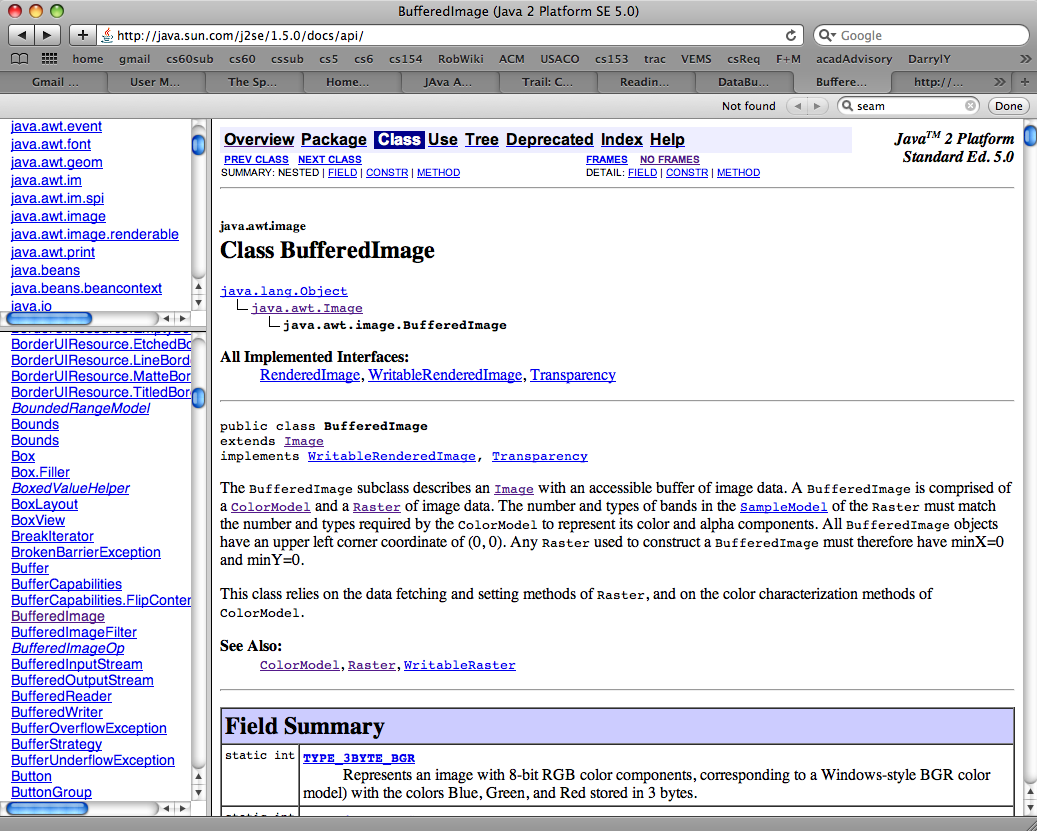 BufferedImage (Java 2 Platform SE 5.0)
http://java.sun.com/j2se/1.5.0/docs/api/
Google
home gmail cs60sub cs60 cssub cs5 cs6 cs154 RobWiki ACM USACO cs153 trac VEMS csReq F+M acadAdvisory DarrylY
Gmail ... User M... The Sp... Home... JAva A... Trail: C... Readin... DataBu... Buffere... http://...
Not found seam Done
java.awt.event
java.awt.font
java.awt.geom
java.awt.im
java.awt.im.spi
java.awt.image
java.awt.image.renderable
java.awt.print
java.beans
java.beans.beancontext
java.io
BorderUIResource.EtchedBo
BorderUIResource.LineBord
BorderUIResource.MatteBor
BorderUIResource.TitledBor
BoundedRangeModel
Bounds
Bounds
Box
Box.Filler
BoxedValueHelper
BoxLayout
BoxView
BreakIterator
BrokenBarrierException
Buffer
BufferCapabilities
BufferCapabilities.FlipConten
BufferedImage
BufferedImageFilter
BufferedImageOp
BufferedInputStream
BufferedOutputStream
BufferedReader
BufferedWriter
BufferOverflowException
BufferStrategy
BufferUnderflowException
Button
ButtonGroup
Overview Package Class Use Tree Deprecated Index Help
Java™ 2 Platform
Standard Ed. 5.0
PREV CLASS NEXT CLASS FRAMES NO FRAMES
SUMMARY: NESTED | FIELD | CONSTR | METHOD DETAIL: FIELD | CONSTR | METHOD
java.awt.image
Class BufferedImage
java.lang.Object
java.awt.Image
java.awt.image.BufferedImage
All Implemented Interfaces:
RenderedImage, WritableRenderedImage, Transparency
public class BufferedImage
extends Image
implements WritableRenderedImage, Transparency
The BufferedImage subclass describes an Image with an accessible buffer of image data. A BufferedImage is comprised of
a ColorModel and a Raster of image data. The number and types of bands in the SampleModel of the Raster must match
the number and types required by the ColorModel to represent its color and alpha components. All BufferedImage objects
have an upper left corner coordinate of (0, 0). Any Raster used to construct a BufferedImage must therefore have minX=0
and minY=0.
This class relies on the data fetching and setting methods of Raster, and on the color characterization methods of
ColorModel.
See Also:
ColorModel, Raster, WritableRaster
Field Summary
static int TYPE_3BYTE_BGR
Represents an image with 8-bit RGB color components, corresponding to a Windows-style BGR color
model) with the colors Blue, Green, and Red stored in 3 bytes.